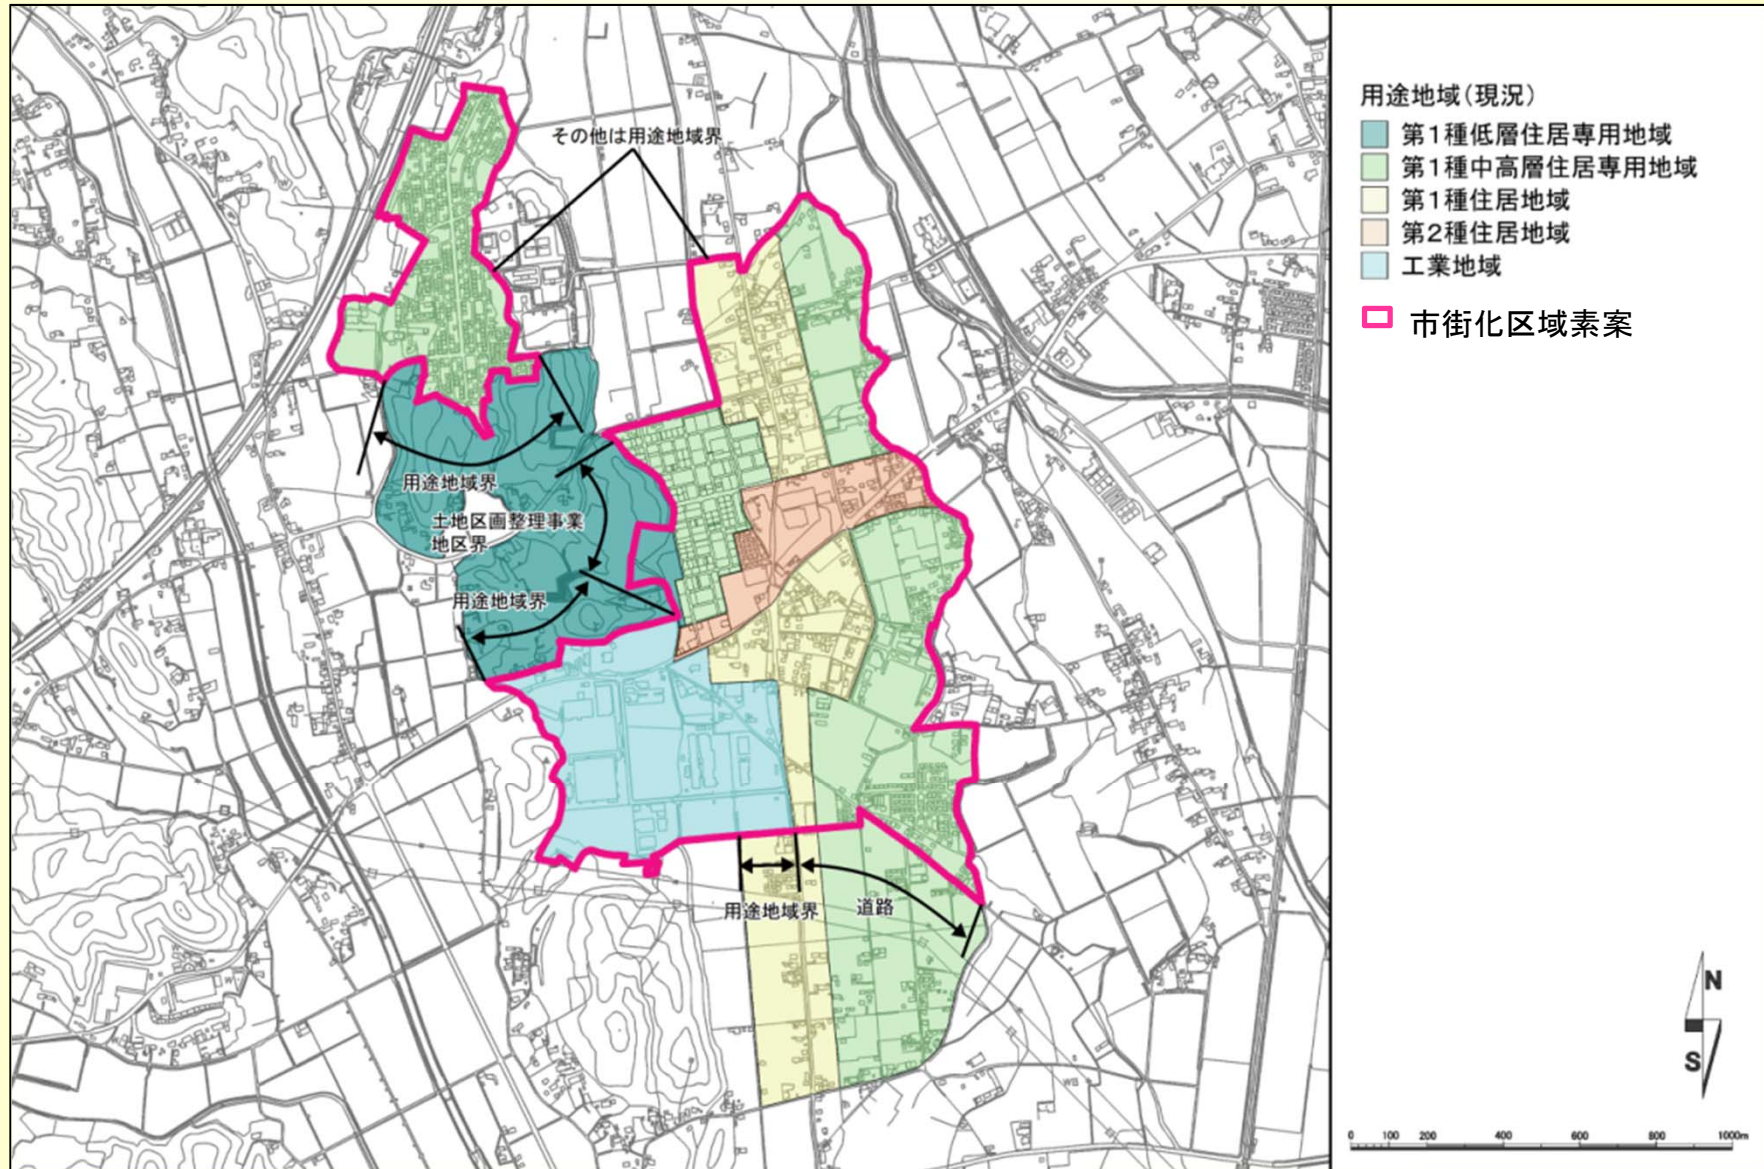 その他は用途地域界
用途地域界
土地区画整理事業
地区界
用途地域界
用途地域界
道路
用途地域(現況)
第1種低層住居専用地域
第1種中高層住居専用地域
第1種住居地域
第2種住居地域
工業地域
市街化区域素案
N
S
0 100 200 400 600 800 1000m